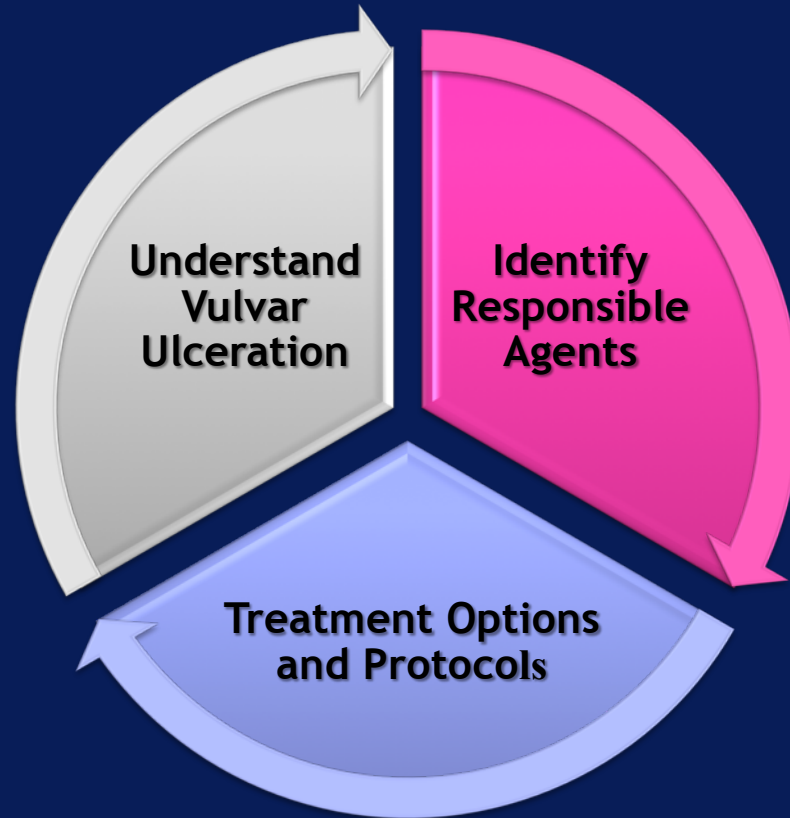 Understand
Vulvar
Ulceration
Identify
Responsible
Agents
Treatment Options
and Protocols